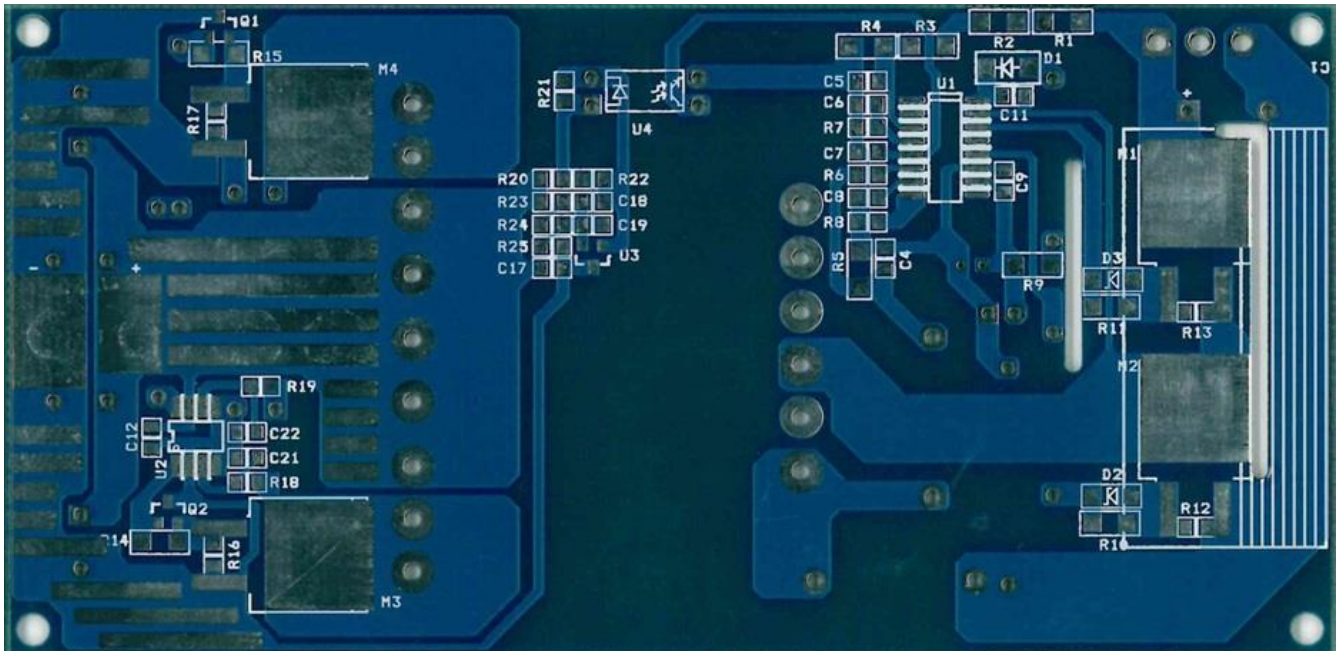 Q1
R4
R3
R2
R1
R15
M4
D1
C1
R21
C5
U1
C6
C11
+
R17
U4
R7
C7
M1
R20
R22
R6
C9
R23
C18
C8
R24
C19
R8
R25
U3
R5
C4
D3
- +
C17
R9
R11
R13
M2
R19
C12
C22
U2
C21
D2
R18
Q2
R12
C14
R16
R10
M3